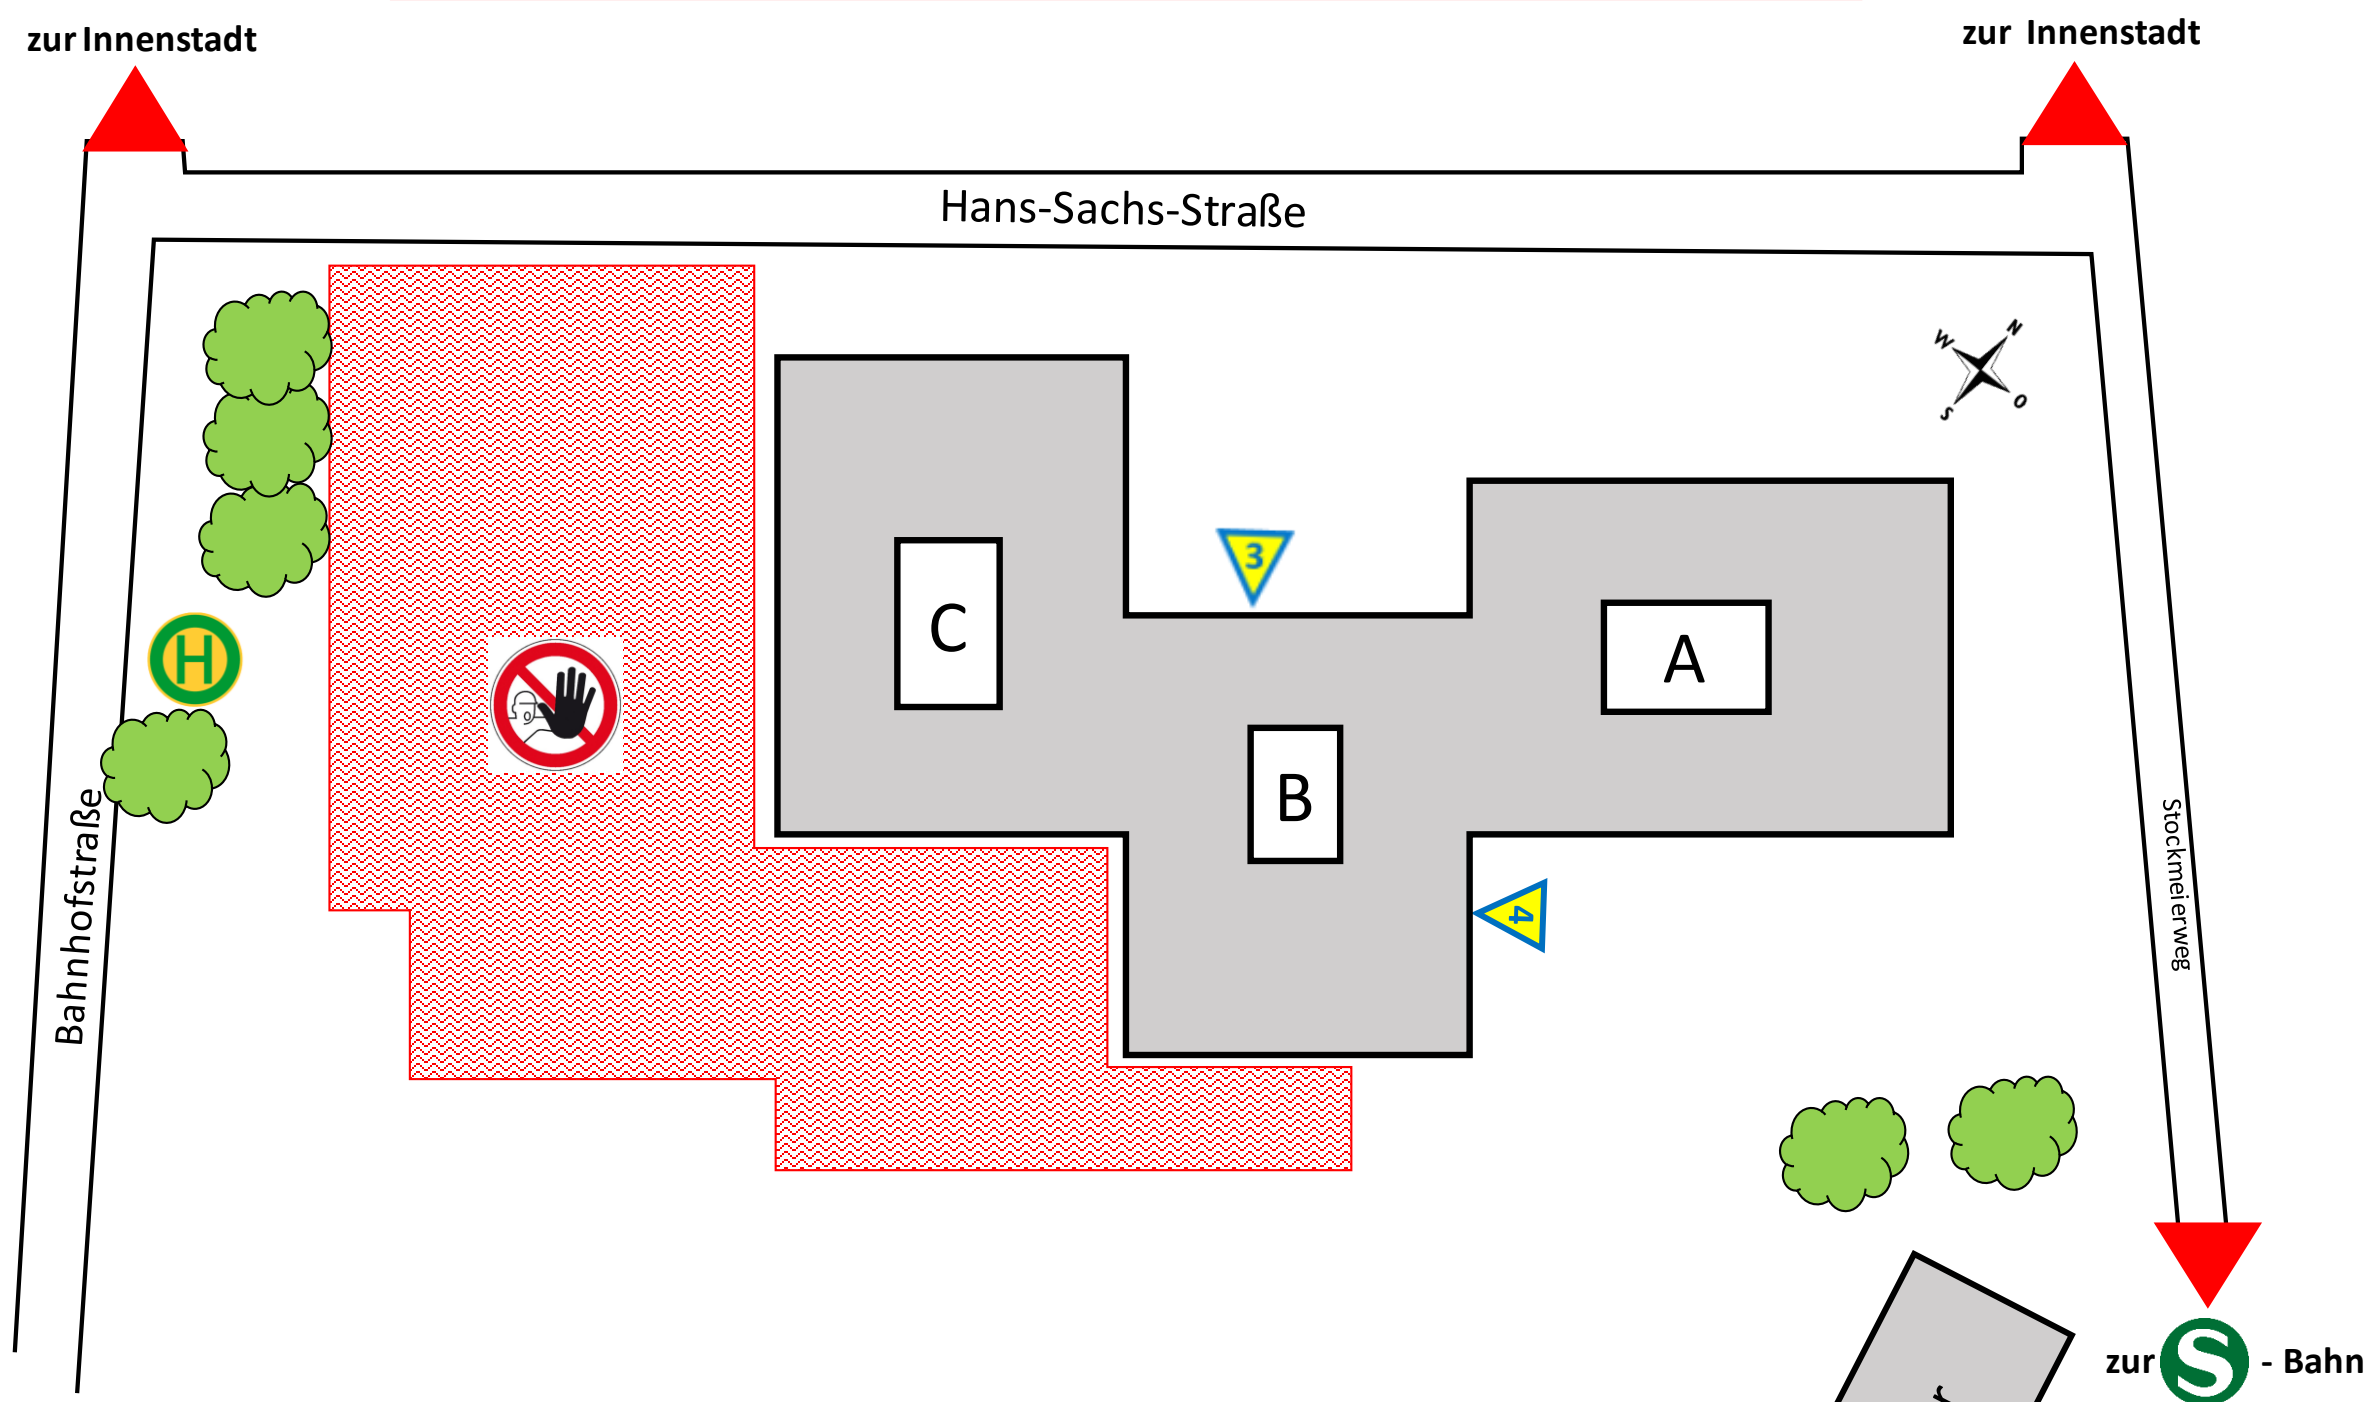 zur Innenstadt
zur Innenstadt
Hans-Sachs-Straße
N
W
S
O
3
C
A
H
B
4
Bahnhofstraße
Stockmeierweg
zur S - Bahn